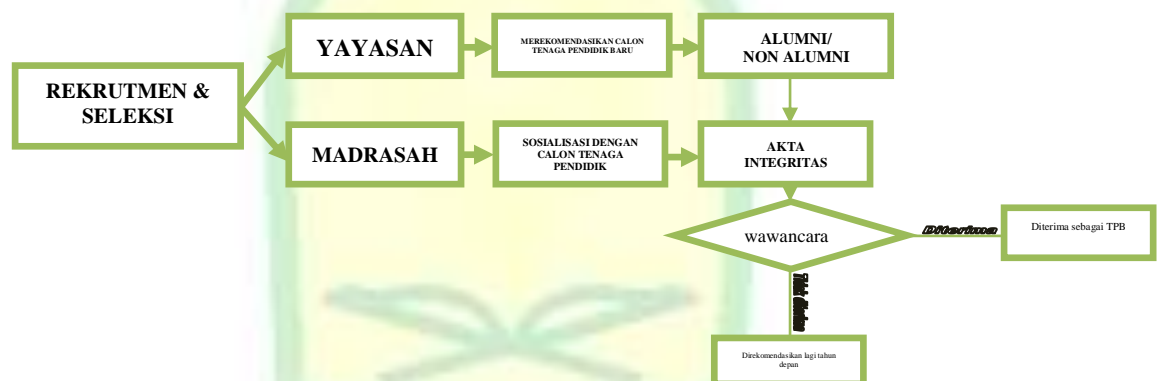 REKRUTMEN &
SELEKSI
YAYASAN
MEREKOMENDASIKAN CALON
TENAGA PENDIDIK BARU
ALUMNI/
NON ALUMNI
MADRASAH
SOSIALISASI DENGAN
CALON TENAGA
PENDIDIK
AKTA
INTEGRITAS
wawancara
Diterima
Diterima sebagai TPB
Direkomendasikan lagi tahun
depan